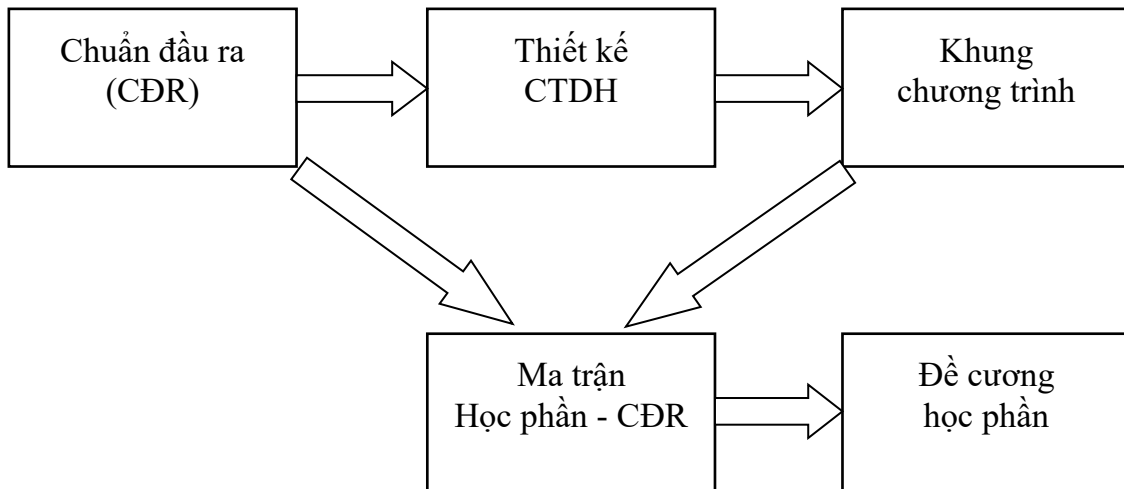 Chuẩn đầu ra
(CĐR)
Thiết kế
CTDH
Khung
chương trình
Ma trận
Học phần - CĐR
Đề cương
học phần